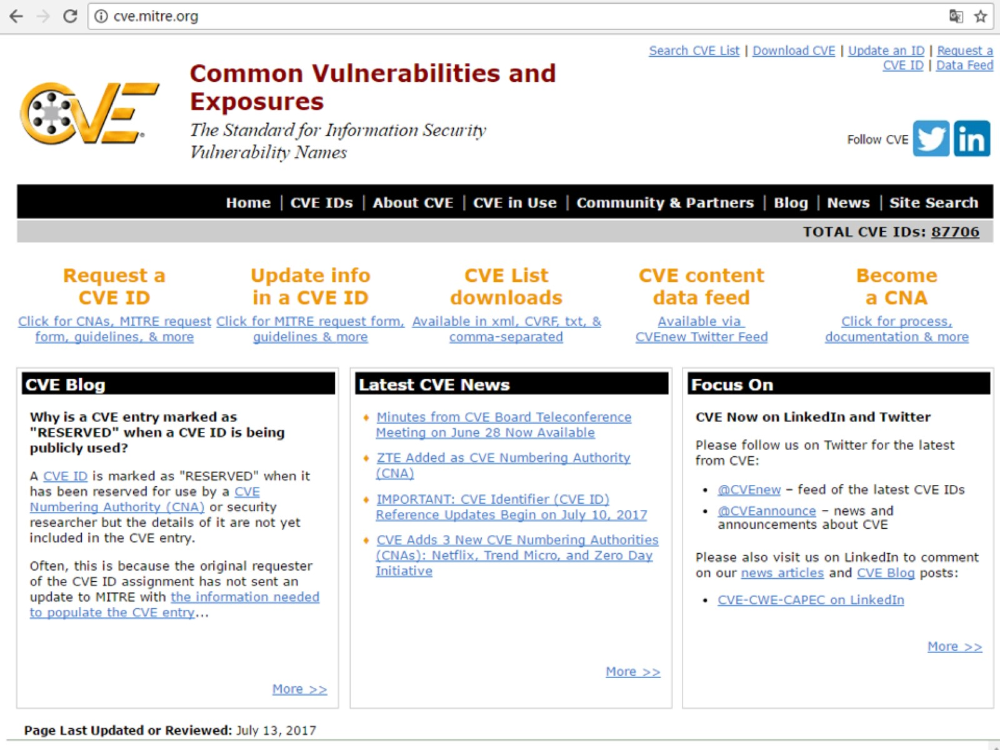 cve.mitre.org
Search CVE List | Download CVE | Update an ID | Request a
CVE ID | Data Feed
CVE
Common Vulnerabilities and
Exposures
The Standard for Information Security
Vulnerability Names
Follow CVE
in
Home | CVE IDs | About CVE | CVE in Use | Community & Partners | Blog | News | Site Search
TOTAL CVE IDs: 87706
Request a
CVE ID
Click for CNAs, MITRE request
form, guidelines, & more
Update info
in a CVE ID
Click for MITRE request form,
guidelines & more
CVE List
downloads
Available in xml, CVRF, txt, &
comma-separated
CVE content
data feed
Available via
CVEnew Twitter Feed
Become
a CNA
Click for process,
documentation & more
CVE Blog
Why is a CVE entry marked as
"RESERVED" when a CVE ID is being
publicly used?
A CVE ID is marked as "RESERVED" when it
has been reserved for use by a CVE
Numbering Authority (CNA) or security
researcher but the details of it are not yet
included in the CVE entry.
Often, this is because the original requester
of the CVE ID assignment has not sent an
update to MITRE with the information needed
to populate the CVE entry...
More >>
Latest CVE News
Minutes from CVE Board Teleconference
Meeting on June 28 Now Available
ZTE Added as CVE Numbering Authority
(CNA)
IMPORTANT: CVE Identifier (CVE ID)
Reference Updates Begin on July 10, 2017
CVE Adds 3 New CVE Numbering Authorities
(CNAs): Netflix, Trend Micro, and Zero Day
Initiative
More >>
Focus On
CVE Now on LinkedIn and Twitter
Please follow us on Twitter for the latest
from CVE:
• @CVEnew – feed of the latest CVE IDs
• @CVEannounce – news and
announcements about CVE
Please also visit us on LinkedIn to comment
on our news articles and CVE Blog posts:
• CVE-CWE-CAPEC on LinkedIn
More >>
Page Last Updated or Reviewed: July 13, 2017